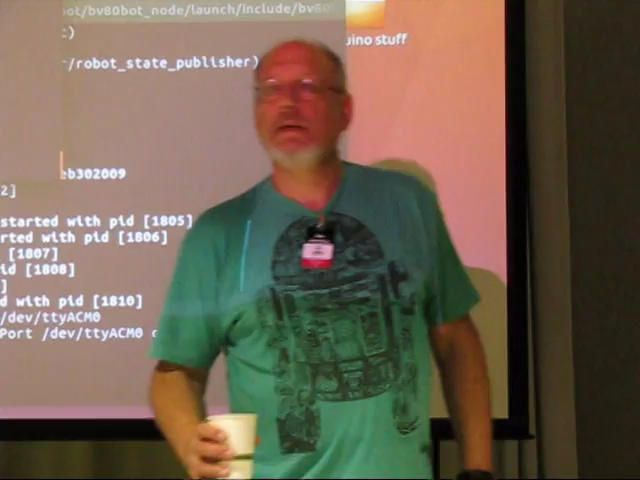 ot/bv80bot_node/launch/include/bv80
)
uino stuff
/robot_state_publisher)
eb302009
2]
started with pid [1805]
rted with pid [1806]
[1807]
id [1808]
]
d with pid [1810]
/dev/ttyACM0
Port /dev/ttyACM0